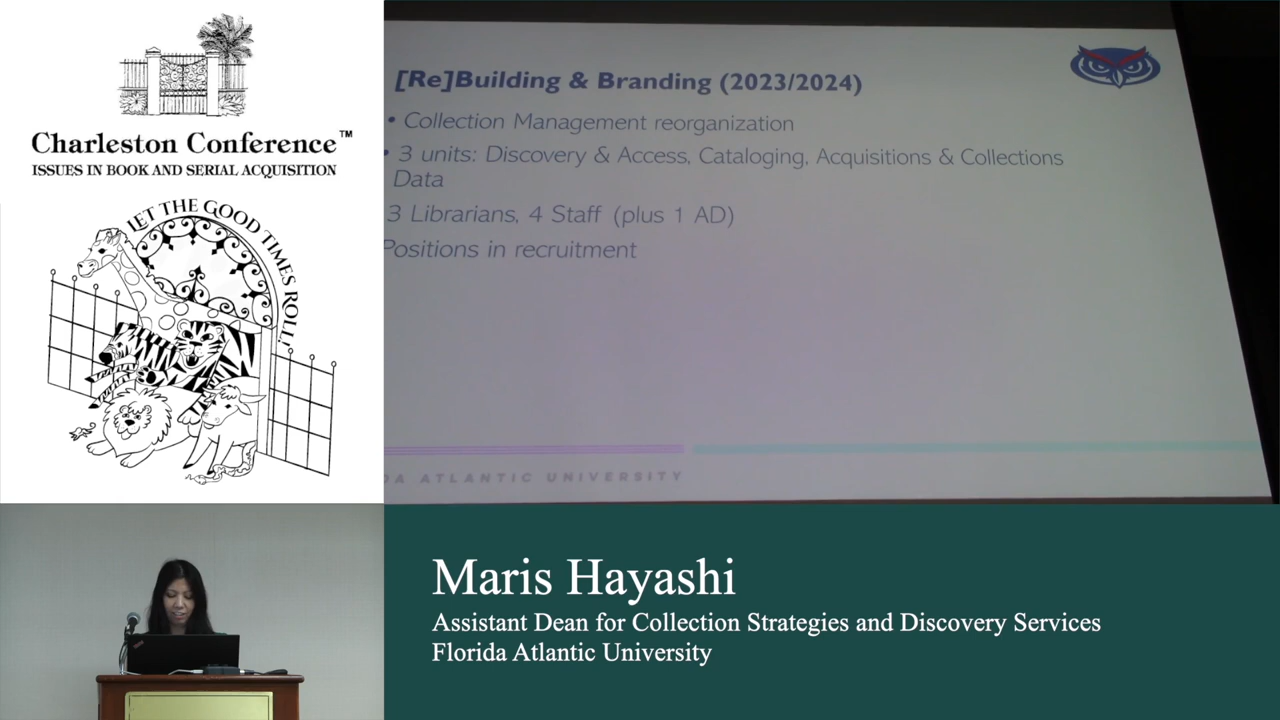 Charleston Conference™
ISSUES IN BOOK AND SERIAL ACQUISITION
LET THE GOOD TIMES ROLL!
[Re]Building & Branding (2023/2024)
• Collection Management reorganization
• 3 units: Discovery & Access, Cataloging, Acquisitions & Collections
Data
3 Librarians, 4 Staff (plus 1 AD)
Positions in recruitment
DA ATLANTIC UNIVERSITY
Maris Hayashi
Assistant Dean for Collection Strategies and Discovery Services
Florida Atlantic University